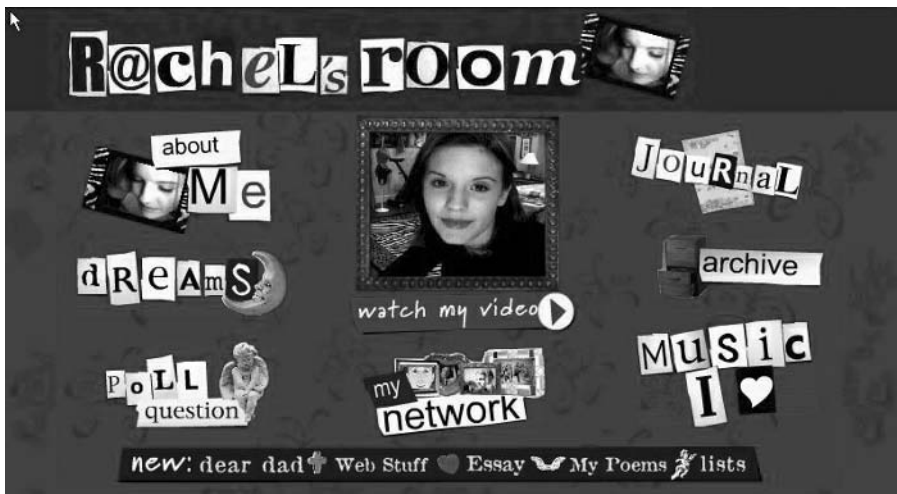 R@cheL's rOOm
about
Me
JouRnaL
dREAmS
archive
watch my video
PoLL
question
my
network
MuSic
I
new: dear dad Web Stuff Essay My Poems lists